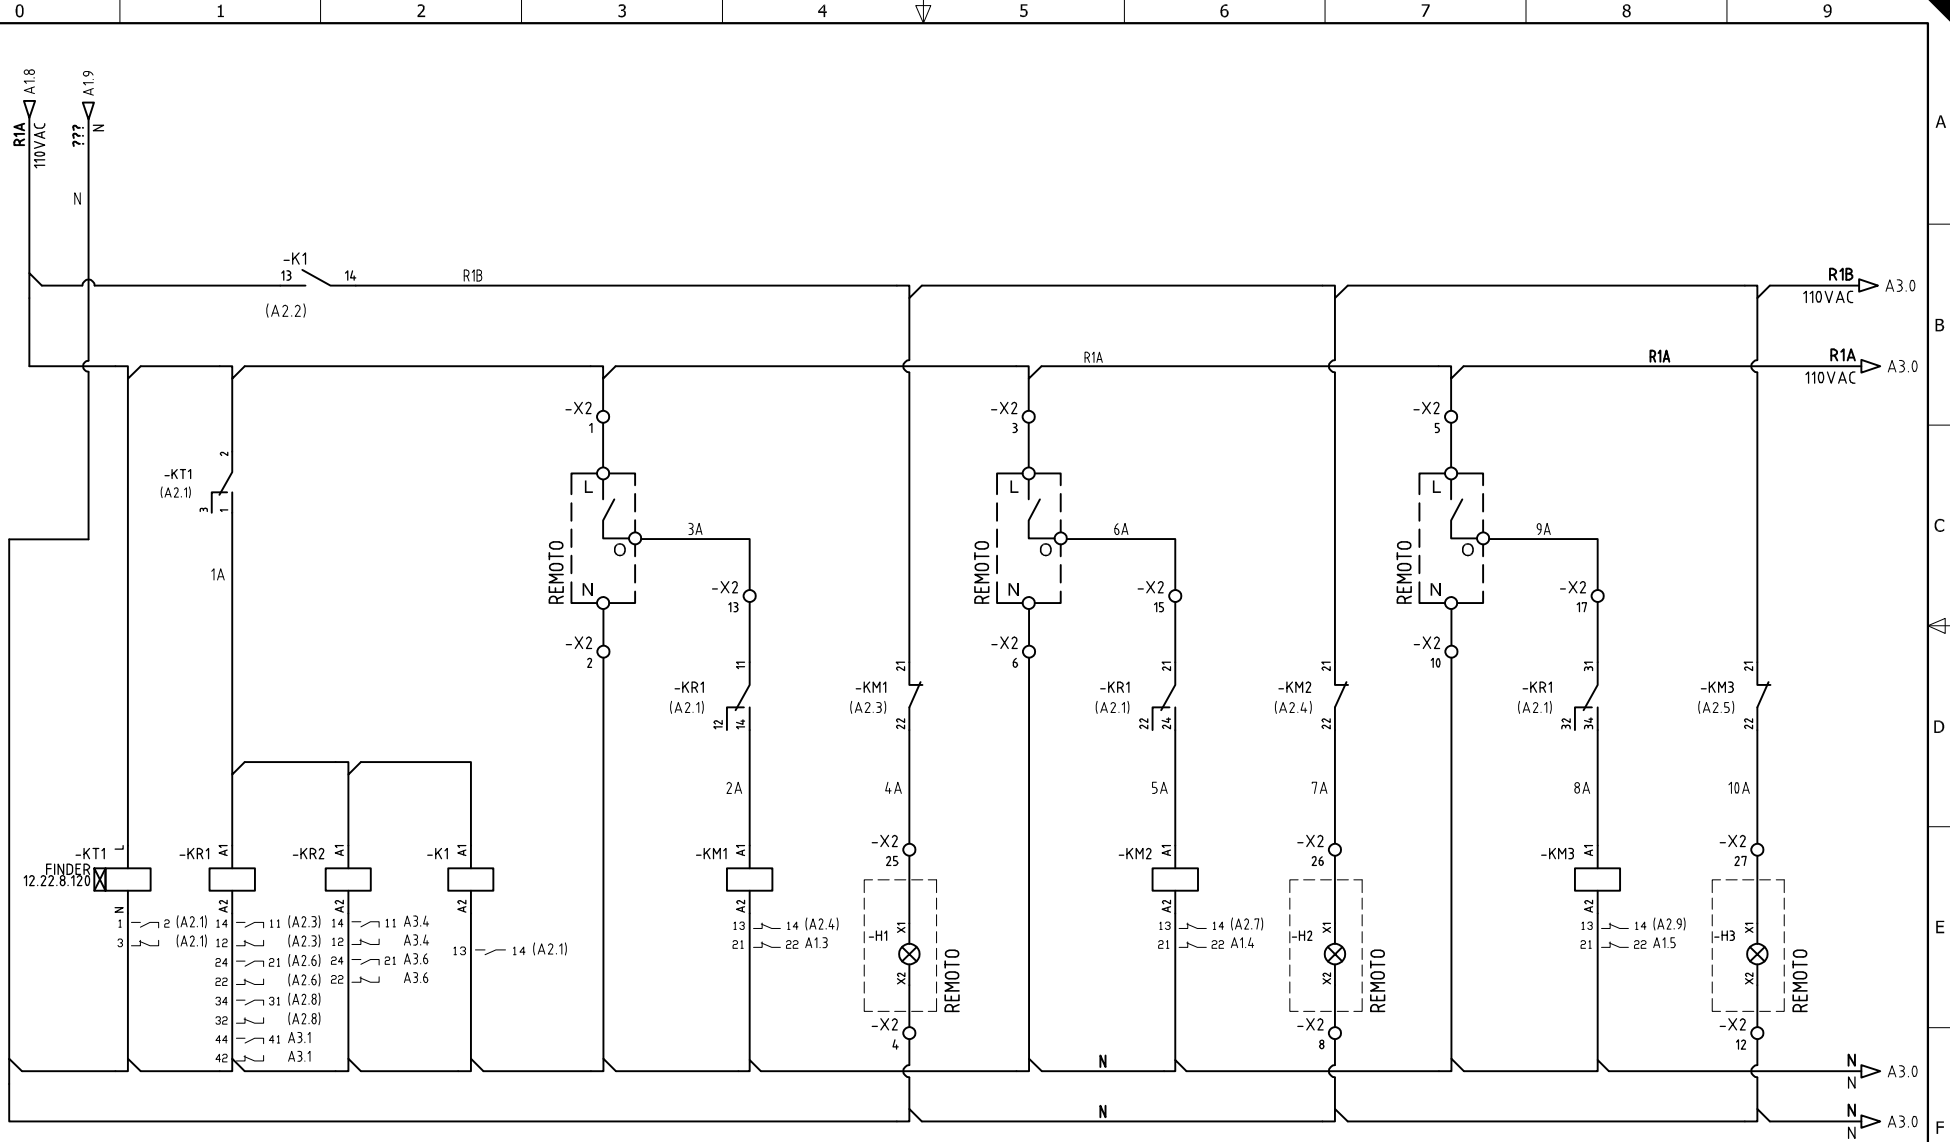 0 1 2 3 4 5 6 7 8 9
A
B
C
D
E
F
A1.8
R1A
110VAC
A1.9
???
N
N
-K1
13 14
(A2.2)
R1B
R1B
110VAC
A3.0
R1A
R1A
R1A
110VAC
A3.0
-KT1
(A2.1)
2
3 1
1A
-X2
1
L
O
N
REMOTO
3A
-X2
2
-X2
13
-KR1
(A2.1)
11
12 14
2A
-KM1
(A2.3)
21
22
4A
-X2
3
L
O
N
REMOTO
6A
-X2
6
-X2
15
-KR1
(A2.1)
21
22 24
5A
-KM2
(A2.4)
21
22
7A
-X2
5
L
O
N
REMOTO
9A
-X2
10
-X2
17
-KR1
(A2.1)
31
32 34
8A
-KM3
(A2.5)
21
22
10A
-KT1
FINDER
12.22.8.120
L
N
1 2 (A2.1)
3 (A2.1)
-KR1
A1
A2
14 11 (A2.3)
12 (A2.3)
24 21 (A2.6)
22 (A2.6)
34 31 (A2.8)
32 (A2.8)
44 41 A3.1
42 A3.1
-KR2
A1
A2
14 11 A3.4
12 A3.4
24 21 A3.6
22 A3.6
-K1
A1
A2
13 14 (A2.1)
-KM1
A1
A2
13 14 (A2.4)
21 22 A1.3
-X2
25
-H1
X1
X2
REMOTO
-X2
4
-KM2
A1
A2
13 14 (A2.7)
21 22 A1.4
-X2
26
-H2
X1
X2
REMOTO
-X2
8
-KM3
A1
A2
13 14 (A2.9)
21 22 A1.5
-X2
27
-H3
X1
X2
REMOTO
-X2
12
N
N
N
A3.0
N
N
N
A3.0